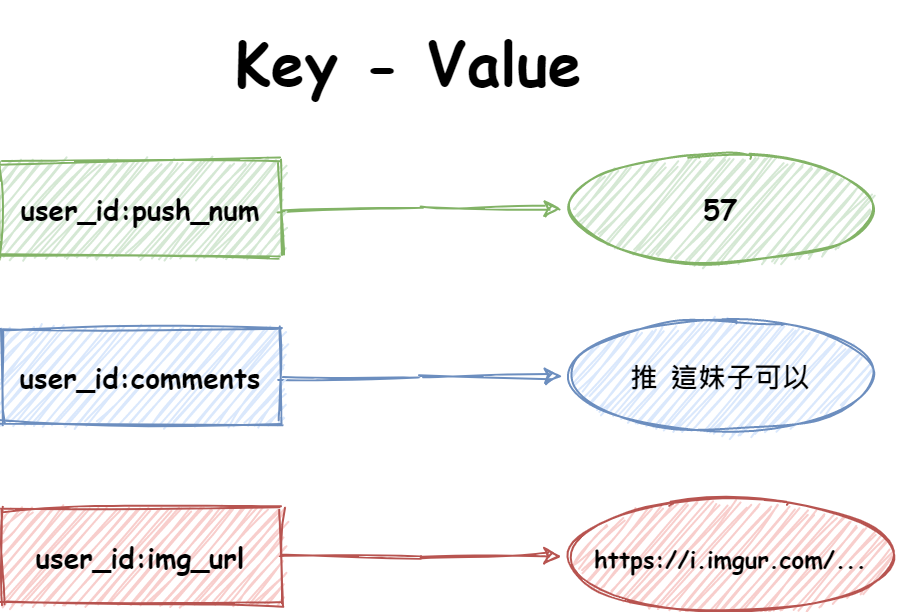 Key - Value
user_id:push_num
57
user_id:comments
推 這妹子可以
user_id:img_url
https://i.imgur.com/...